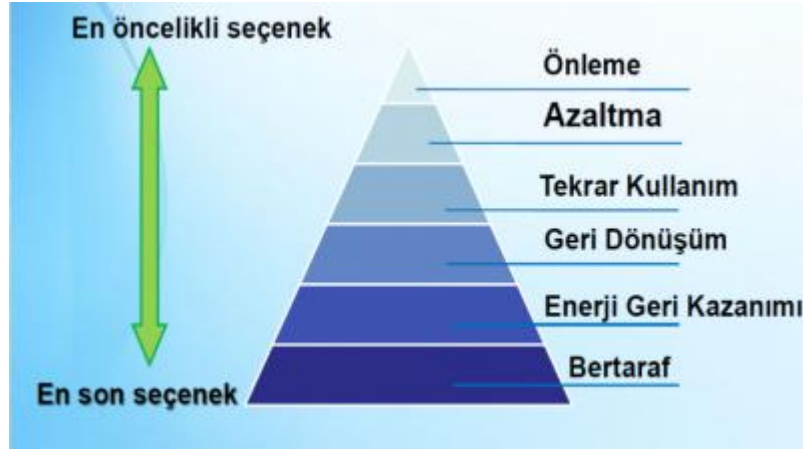 En öncelikli seçenek
Önleme
Azaltma
Tekrar Kullanım
Geri Dönüşüm
Enerji Geri Kazanımı
Bertaraf
En son seçenek